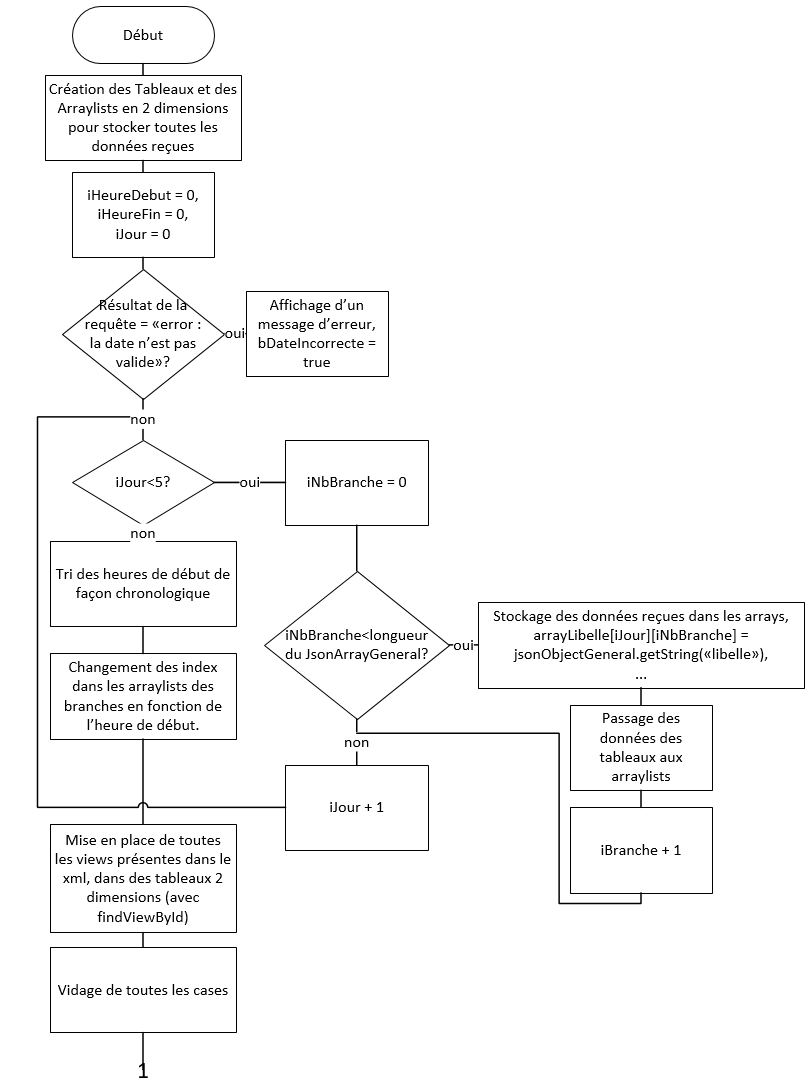 Début
Création des Tableaux et des
Arraylists en 2 dimensions
pour stocker toutes les
données reçues
iHeureDebut = 0,
iHeureFin = 0,
iJour = 0
Résultat de la
requête = «error :
la date n’est pas
valide»?
oui
Affichage d’un
message d’erreur,
bDateIncorrecte =
true
non
iJour<5?
oui
iNbBranche = 0
non
Tri des heures de début de
façon chronologique
iNbBranche<longueur
du JsonArrayGeneral?
oui
Stockage des données reçues dans les arrays,
arrayLibelle[iJour][iNbBranche] =
jsonObjectGeneral.getString(«libelle»),
...
Changement des index
dans les arraylists des
branches en fonction de
l’heure de début.
Passage des
données des
tableaux aux
arraylists
non
iJour + 1
iBranche + 1
Mise en place de toutes
les views présentes dans le
xml, dans des tableaux 2
dimensions (avec
findViewById)
Vidage de toutes les cases
1